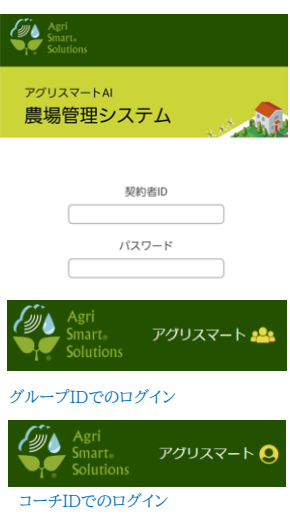 Agri
Smart
Solutions
アグリスマートAI
農場管理システム
契約者ID
パスワード
Agri
Smart
Solutions
アグリスマート
グループIDでのログイン
Agri
Smart
Solutions
アグリスマート
コーチIDでのログイン